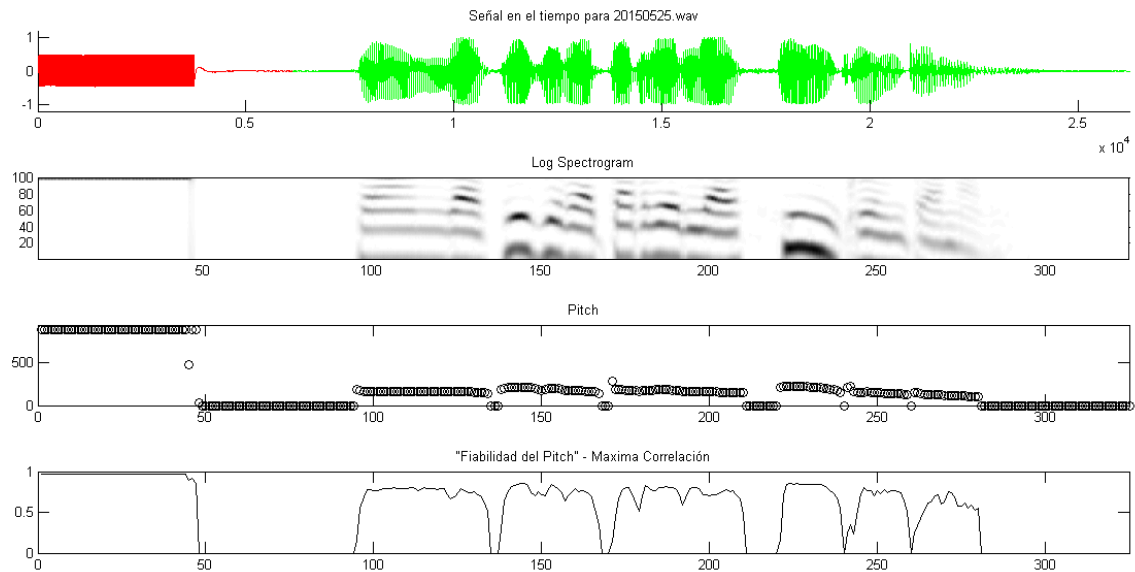 Señal en el tiempo para 20150525.wav
1
0
-1
0 0.5 1 1.5 2 2.5
x 10^4
Log Spectrogram
100
80
60
40
20
50 100 150 200 250 300
Pitch
500
0
0 50 100 150 200 250 300
"Fiabilidad del Pitch" - Maxima Correlación
1
0.5
0
0 50 100 150 200 250 300